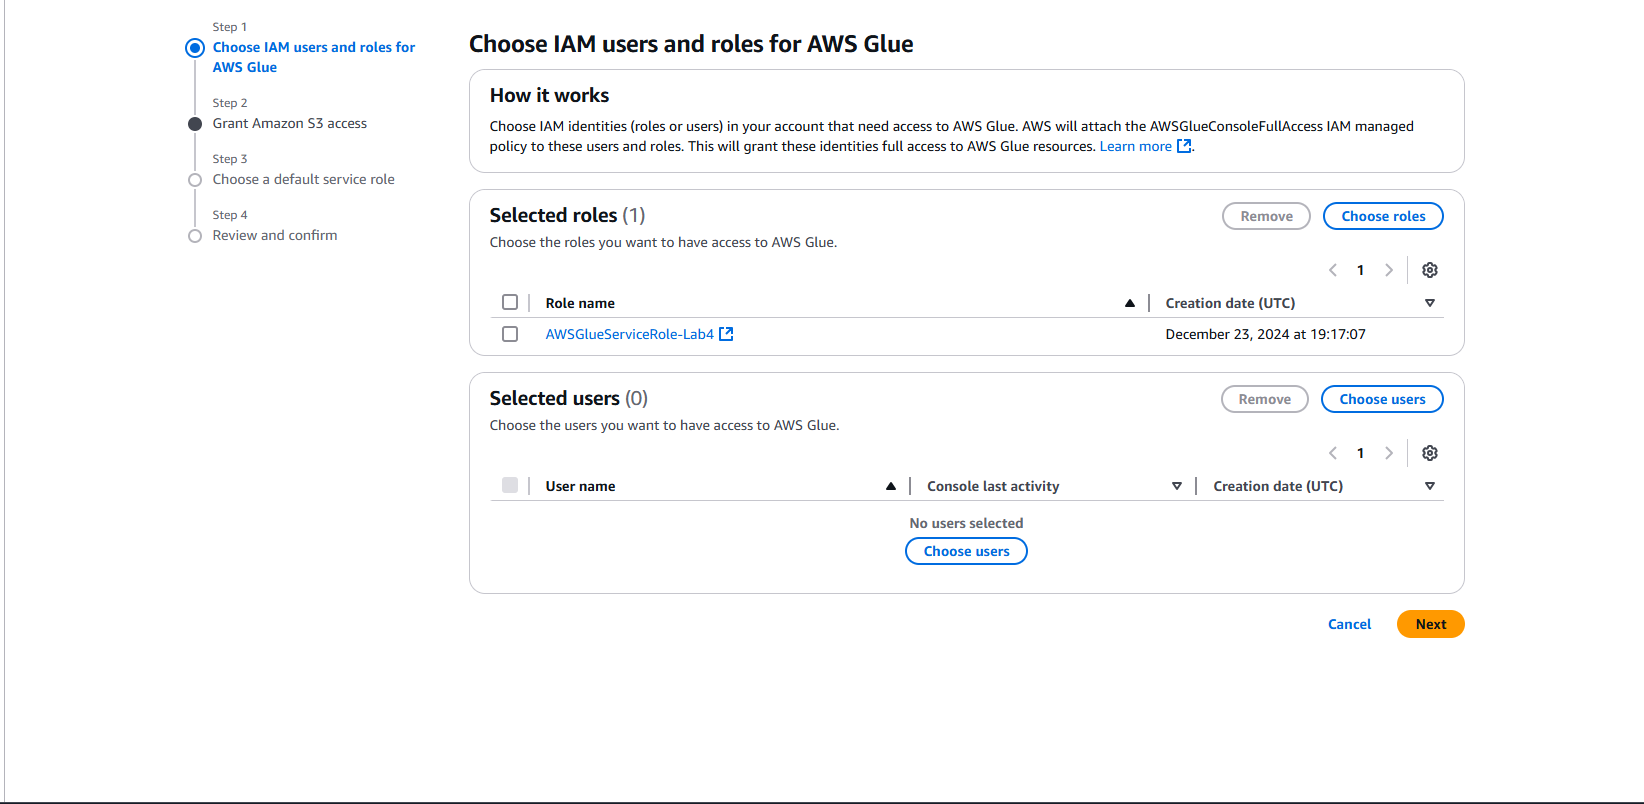 Step 1
Choose IAM users and roles for
AWS Glue
Step 2
Grant Amazon S3 access
Step 3
Choose a default service role
Step 4
Review and confirm
Choose IAM users and roles for AWS Glue
How it works
Choose IAM identities (roles or users) in your account that need access to AWS Glue. AWS will attach the AWSGlueConsoleFullAccess IAM managed
policy to these users and roles. This will grant these identities full access to AWS Glue resources. Learn more.
Selected roles (1)
Remove
Choose roles
Choose the roles you want to have access to AWS Glue.
1
Role name
Creation date (UTC)
AWSGlueServiceRole-Lab4
December 23, 2024 at 19:17:07
Selected users (0)
Remove
Choose users
Choose the users you want to have access to AWS Glue.
1
User name
Console last activity
Creation date (UTC)
No users selected
Choose users
Cancel
Next